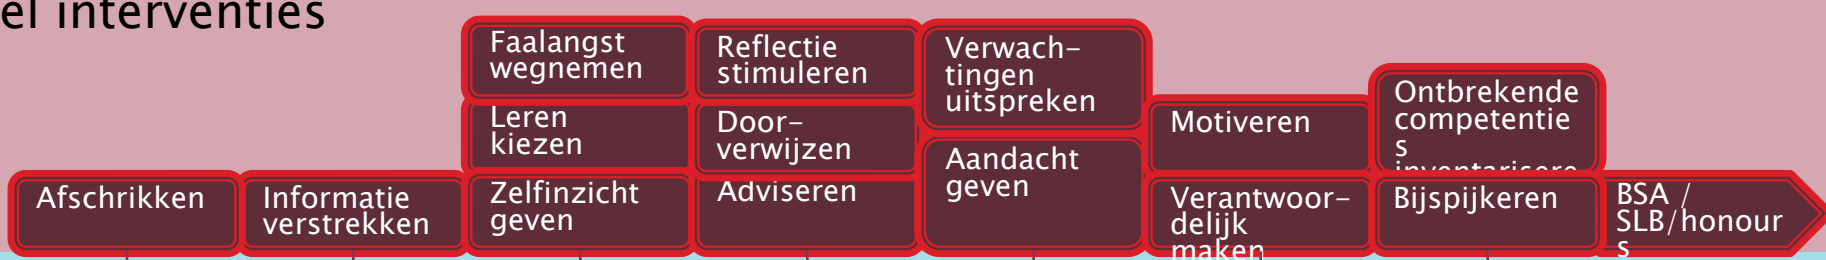 el interventies
Faalangst
wegnemen
Reflectie
stimuleren
Verwach-
tingen
uitspreken
Ontbrekende
competentie
s
inventarisere
Leren
kiezen
Door-
verwijzen
Motiveren
Aandacht
geven
Afschrikken
Informatie
verstrekken
Zelfinzicht
geven
Adviseren
Verantwoor-
delijk
maken
Bijspijkeren
BSA /
SLB/honour
s